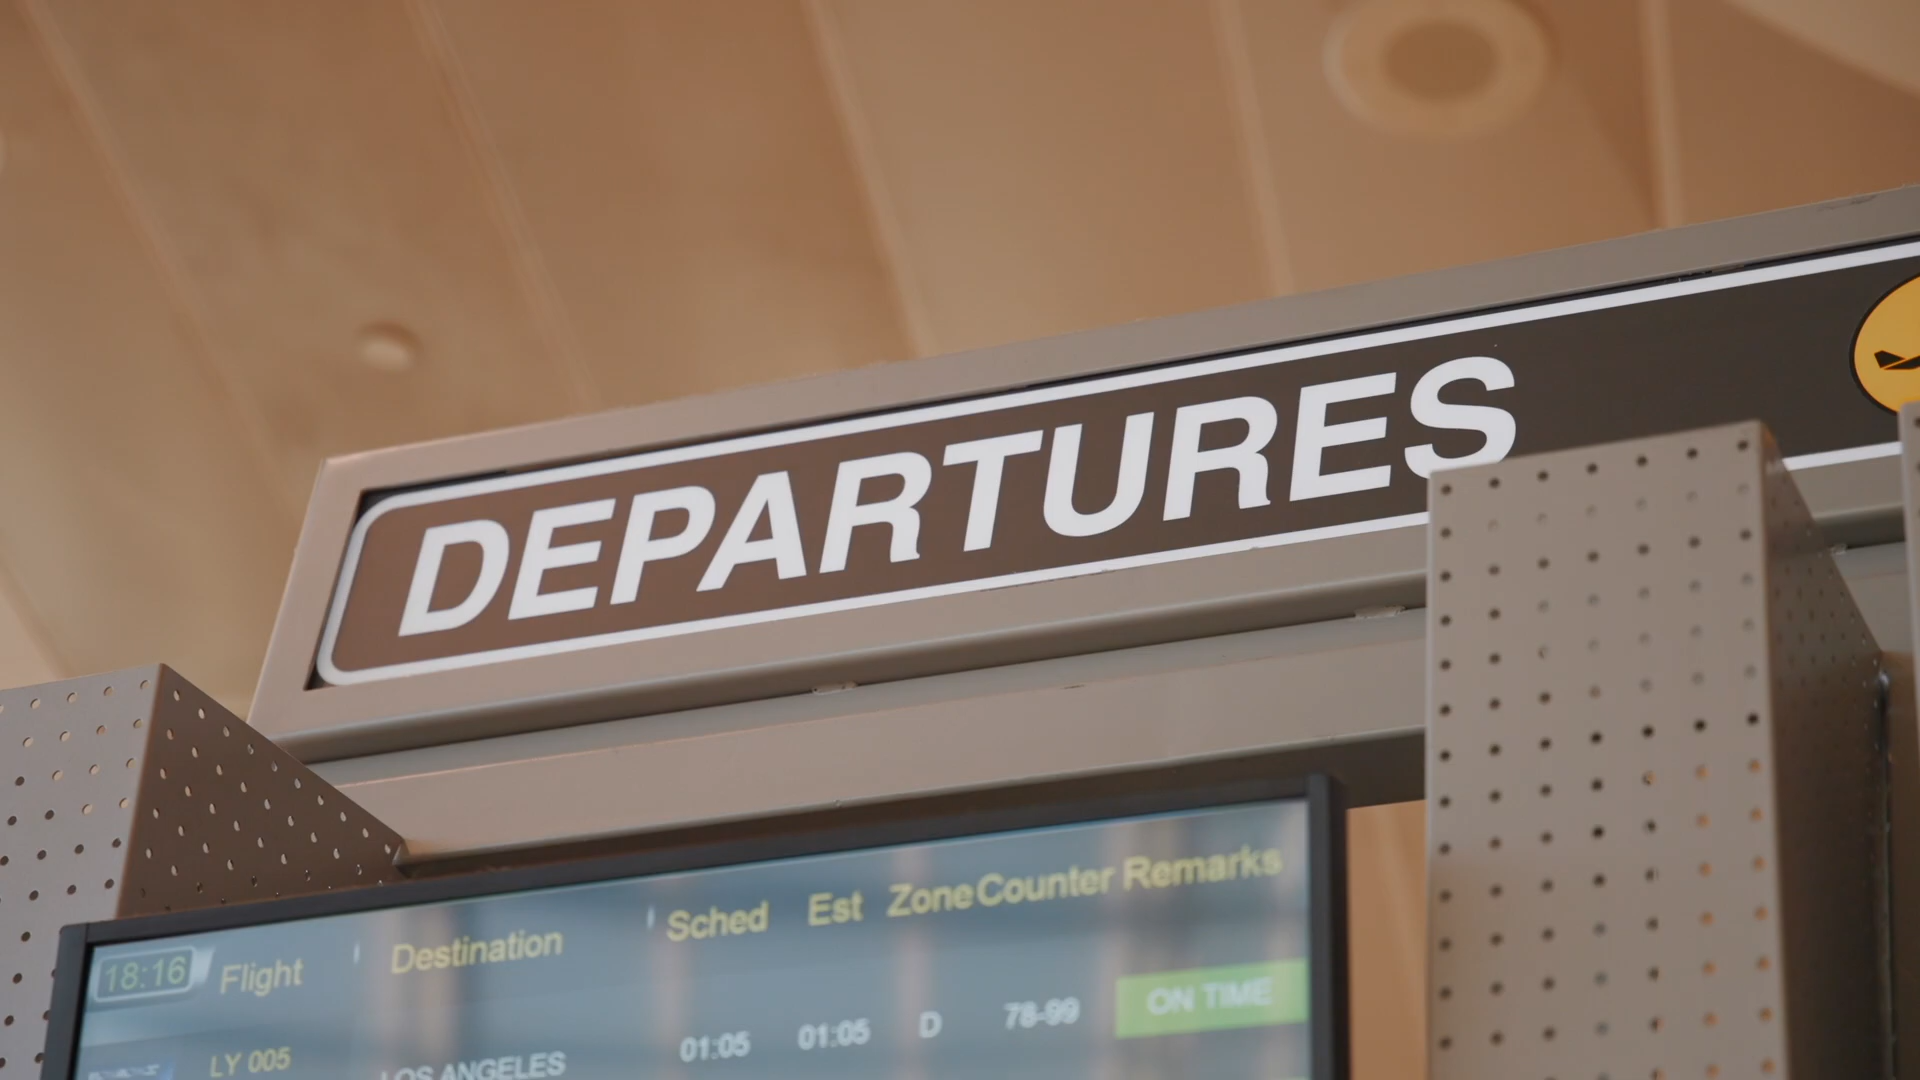 DEPARTURES
18:16 Flight Destination Sched Est Zone Counter Remarks
LY 005 LOS ANGELES 01:05 01:05 D 78-99 ON TIME